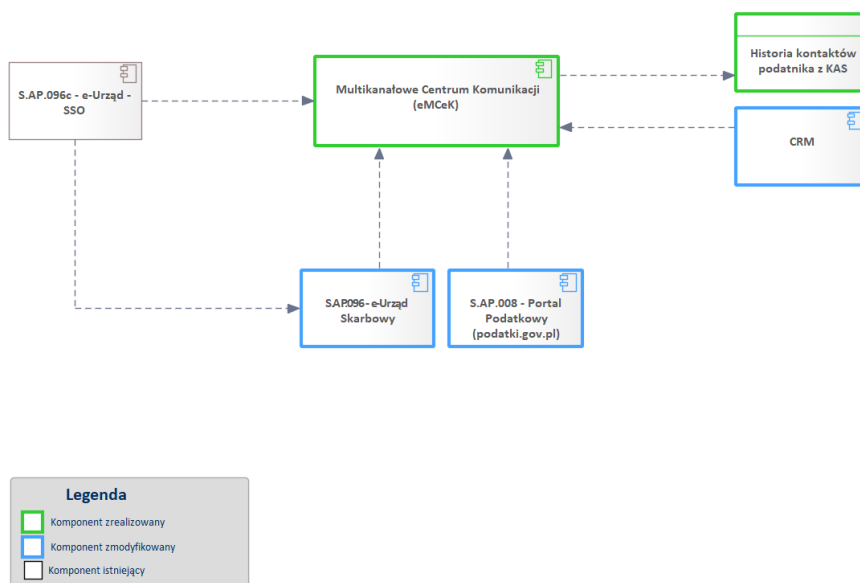 S.AP.096c - e-Urząd -
SSO
Multikanałowe Centrum Komunikacji
(eMCeK)
Historia kontaktów
podatnika z KAS
CRM
S.AP.096 - e-Urząd
Skarbowy
S.AP.008 - Portal
Podatkowy
(podatki.gov.pl)
Legenda
Komponent zrealizowany
Komponent zmodyfikowany
Komponent istniejący